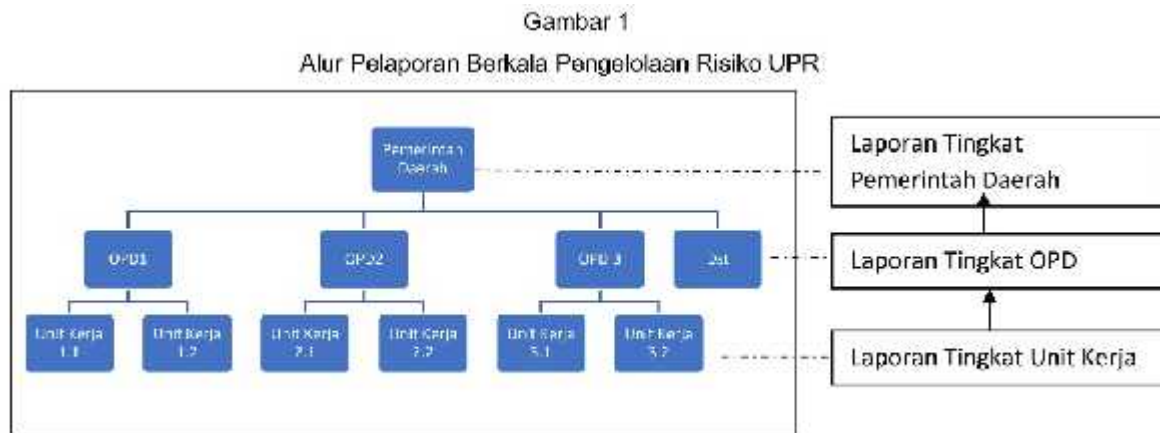 Gambar 1
Alur Pelaporan Berkala Pengelolaan Risiko UPR
Pemerintah
Daerah
Laporan Tingkat
Pemerintah Daerah
OPD1
OPD2
OPD 3
Dst
Laporan Tingkat OPD
Unit Kerja
1.1
Unit Kerja
1.2
Unit Kerja
2.1
Unit Kerja
2.2
Unit Kerja
3.1
Unit Kerja
3.2
Laporan Tingkat Unit Kerja